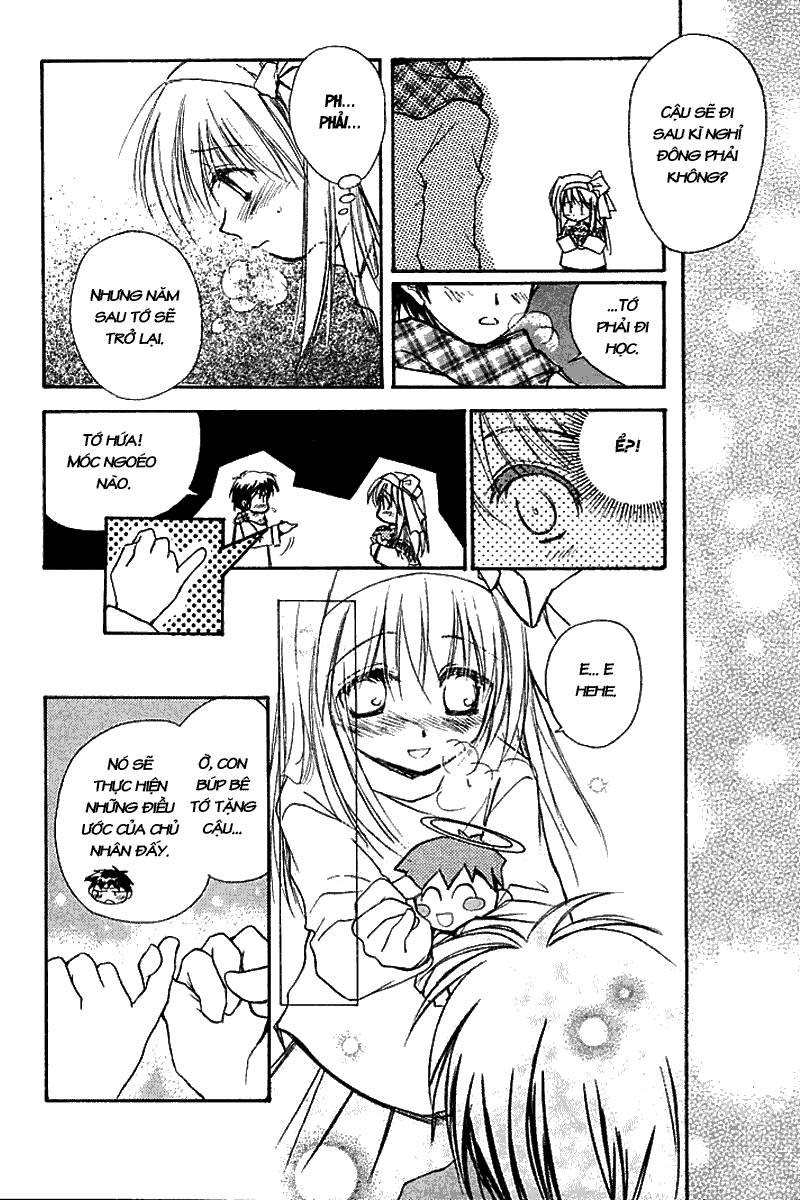 CẬU SẼ ĐI
SAU KÌ NGHỈ
ĐÔNG PHẢI
KHÔNG?
PH...
PHẢI...
...TỚ
PHẢI ĐI
HỌC.
NHƯNG NĂM
SAU TỚ SẼ
TRỞ LẠI.
Ể?!
TỚ HỨA!
MÓC NGOÉO
NÀO.
E... E
HEHE.
Ờ, CON
BÚP BÊ
TỚ TẶNG
CẬU...
NÓ SẼ
THỰC HIỆN
NHỮNG ĐIỀU
ƯỚC CỦA CHỦ
NHÂN ĐẤY.